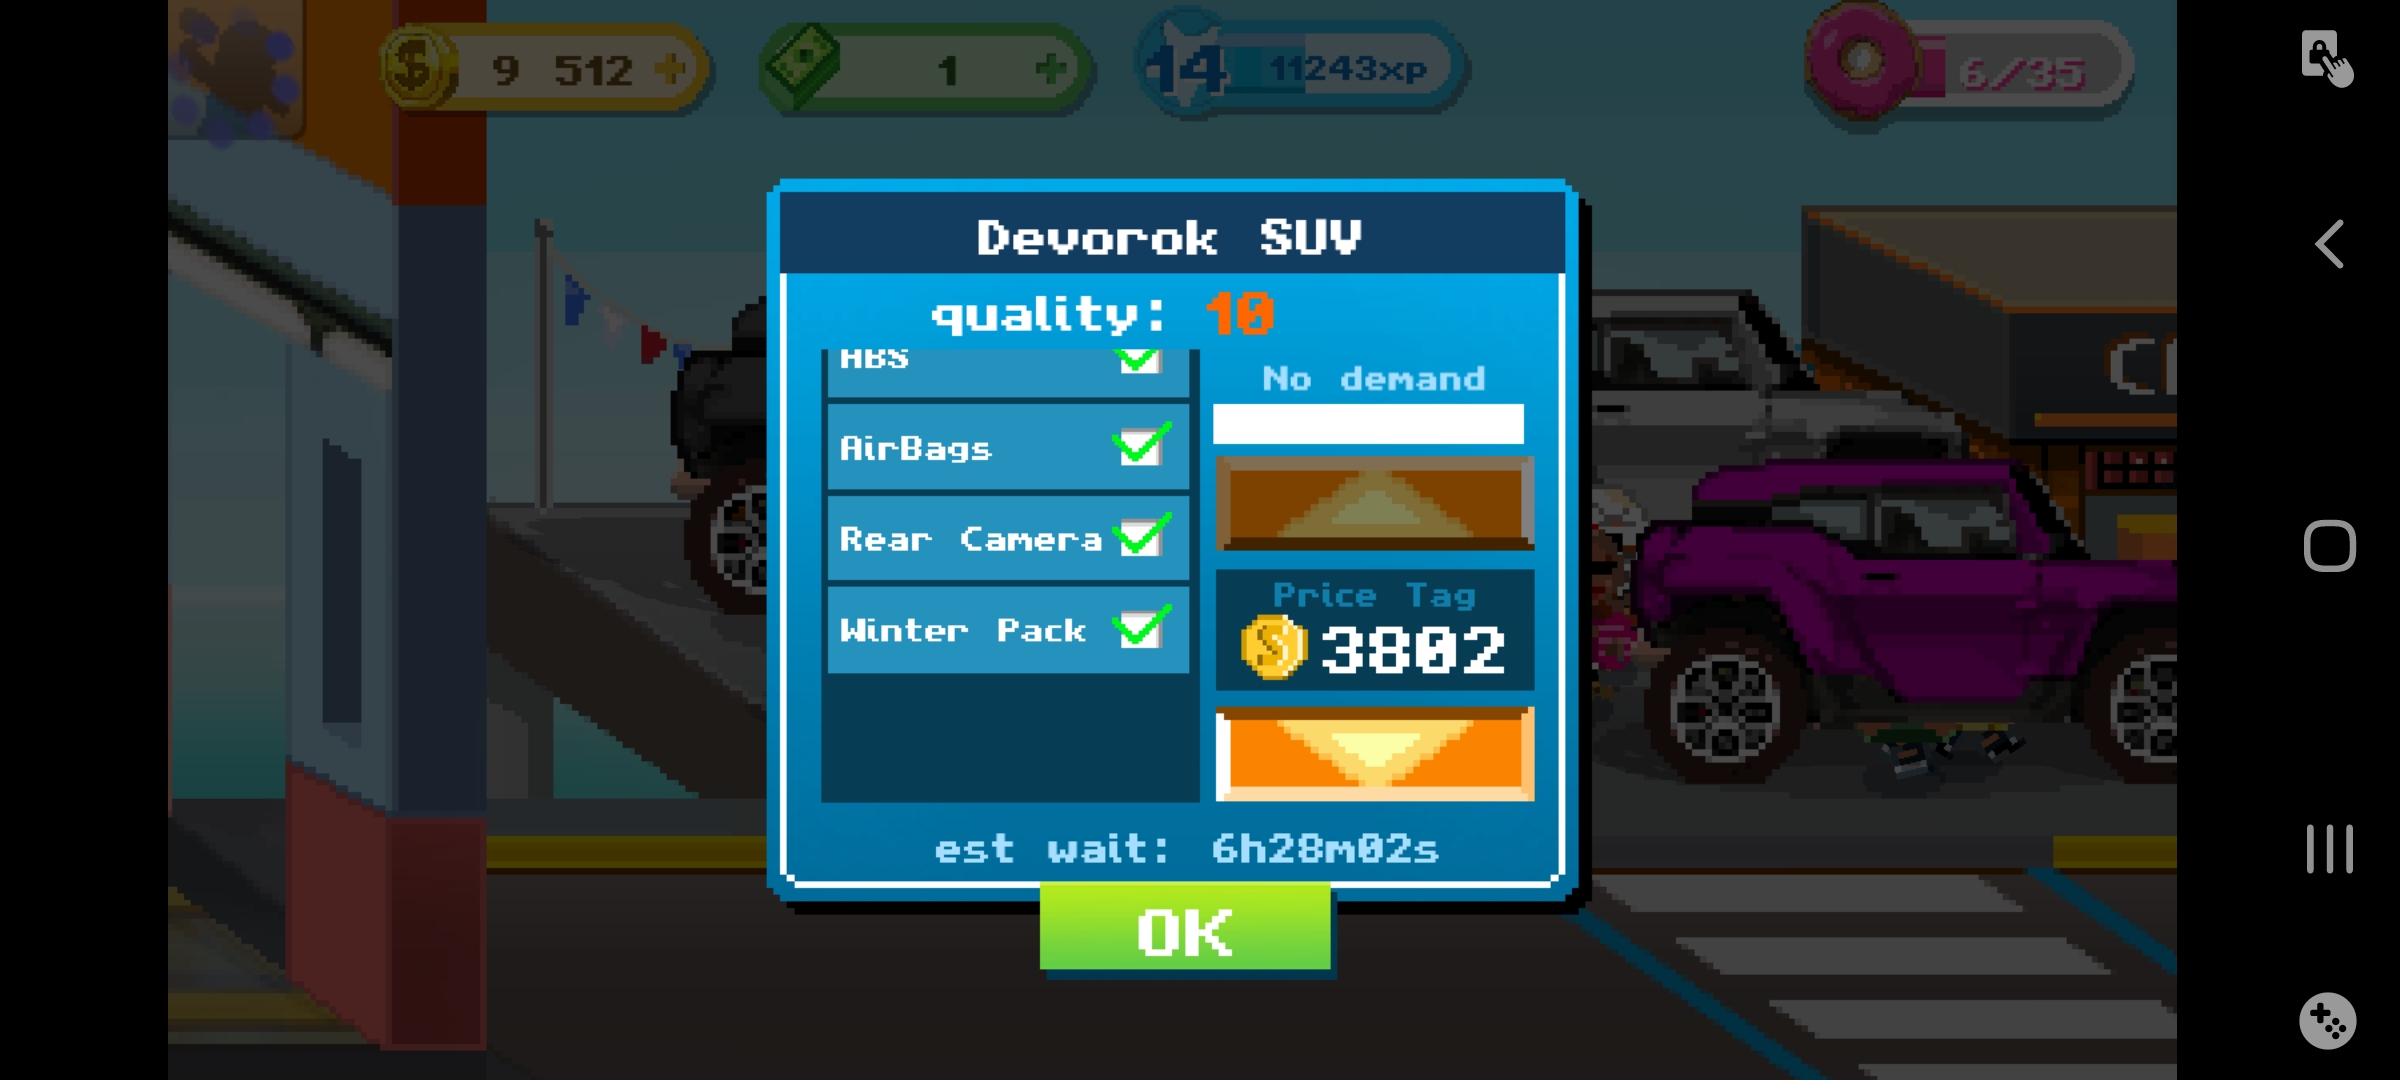 9 512
1
14 11243xp
6/35
Devorok SUV
quality: 10
ABS
AirBags
Rear Camera
Winter Pack
No demand
Price Tag
3802
est wait: 6h28m02s
OK